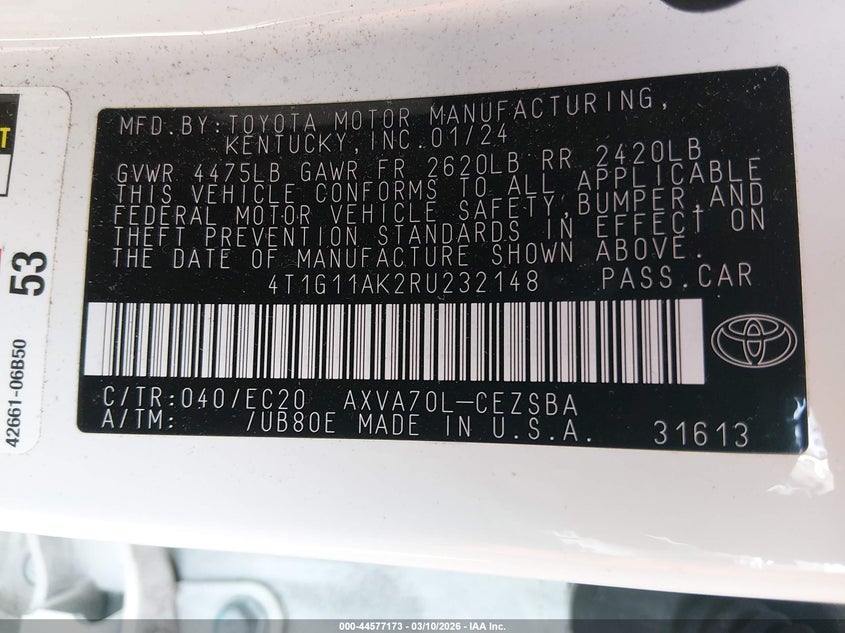 MFD.BY:TOYOTA MOTOR MANUFACTURING,
KENTUCKY,INC.01/24
GVWR 4475LB GAWR FR 2620LB RR 2420LB
THIS VEHICLE CONFORMS TO ALL APPLICABLE
FEDERAL MOTOR VEHICLE SAFETY,BUMPER,AND
THEFT PREVENTION STANDARDS IN EFFECT ON
THE DATE OF MANUFACTURE SHOWN ABOVE.
4T1G11AK2RU232148 PASS.CAR
C/TR:040/EC20 AXVA70L-CEZSBA
A/TM: /UB80E MADE IN U.S.A. 31613
53
42661-06B50
000-44577173 — 03/10/2026 — IAA Inc.